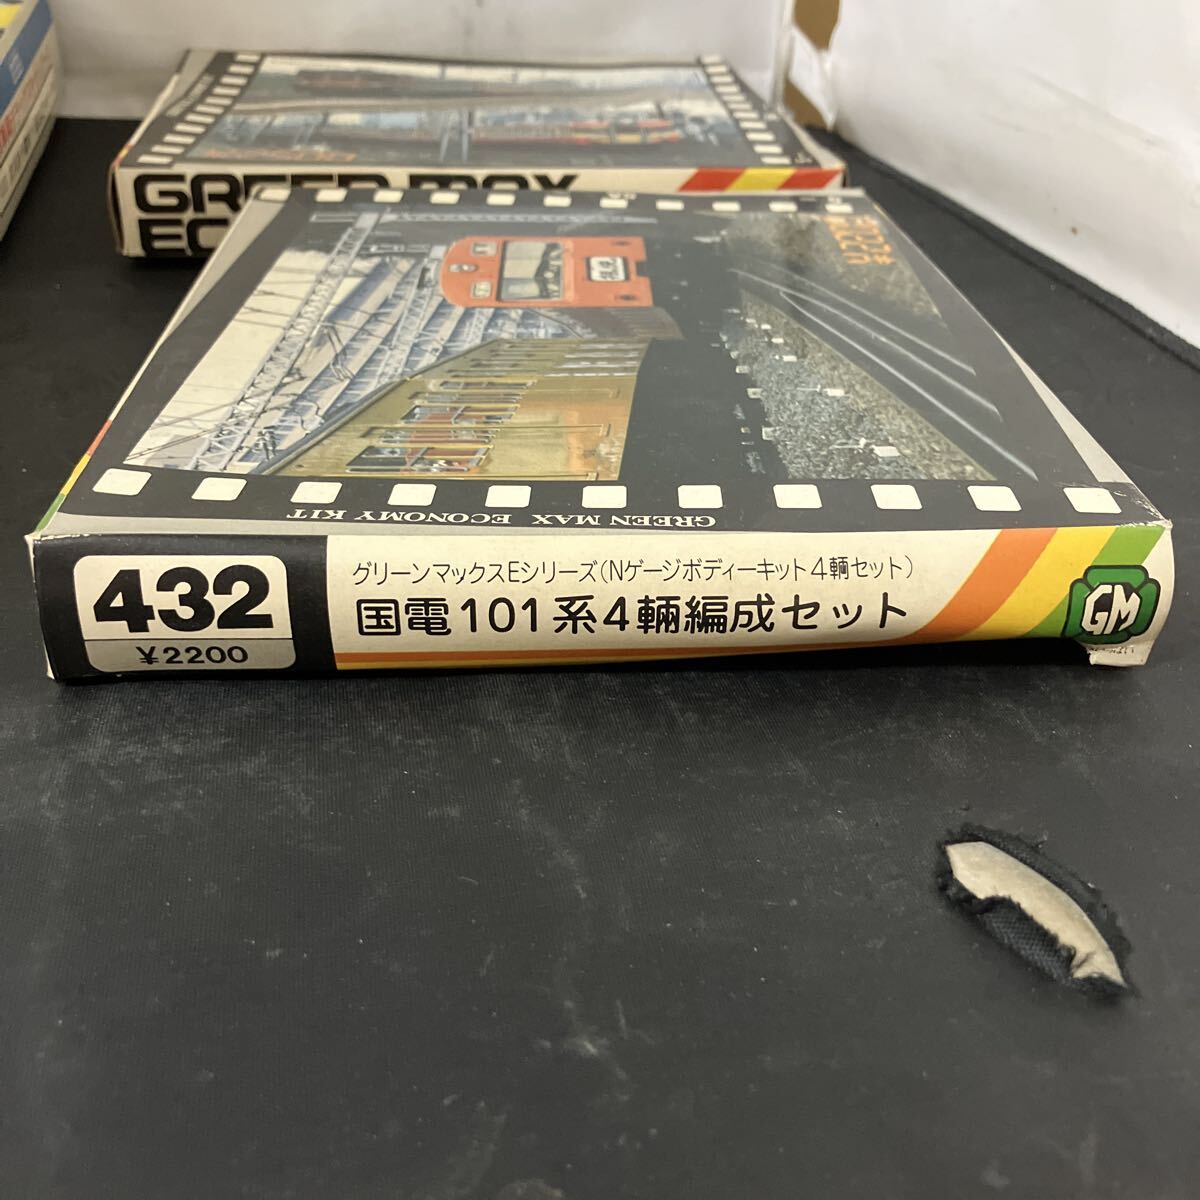 GREEN MAX
EC
GREEN MAX ECONOMY KIT
432
¥2200
グリーンマックスEシリーズ(Nゲージボディーキット4輌セット)
国電101系4輌編成セット
GM